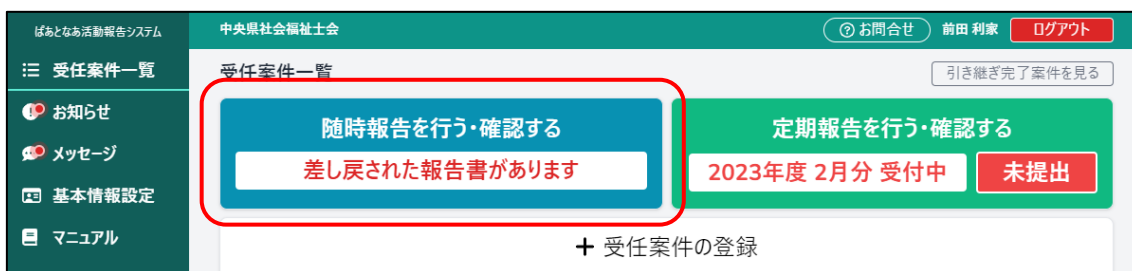 ぱあとなあ活動報告システム
中央県社会福祉士会
お問合せ
前田 利家
ログアウト
受任案件一覧
お知らせ
メッセージ
基本情報設定
マニュアル
受任案件一覧
引き継ぎ完了案件を見る
随時報告を行う・確認する
差し戻された報告書があります
定期報告を行う・確認する
2023年度 2月分 受付中
未提出
+ 受任案件の登録